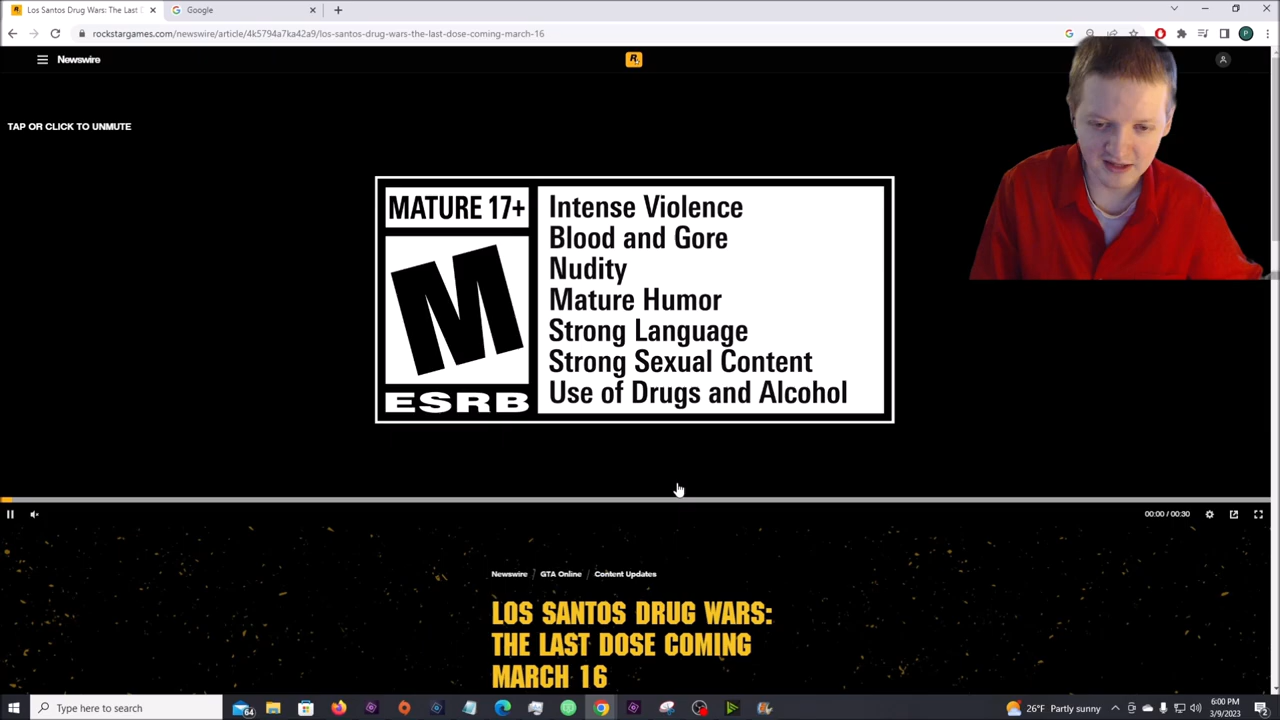 Los Santos Drug Wars: The Last D
Google
rockstargames.com/newswire/article/4k5794a7ka42a9/los-santos-drug-wars-the-last-dose-coming-march-16
P
Newswire
R
TAP OR CLICK TO UNMUTE
MATURE 17+
M
ESRB
Intense Violence
Blood and Gore
Nudity
Mature Humor
Strong Language
Strong Sexual Content
Use of Drugs and Alcohol
00:00 / 00:30
Newswire / GTA Online / Content Updates
LOS SANTOS DRUG WARS:
THE LAST DOSE COMING
MARCH 16
Type here to search
64
26°F Partly sunny
6:00 PM
3/9/2023
2